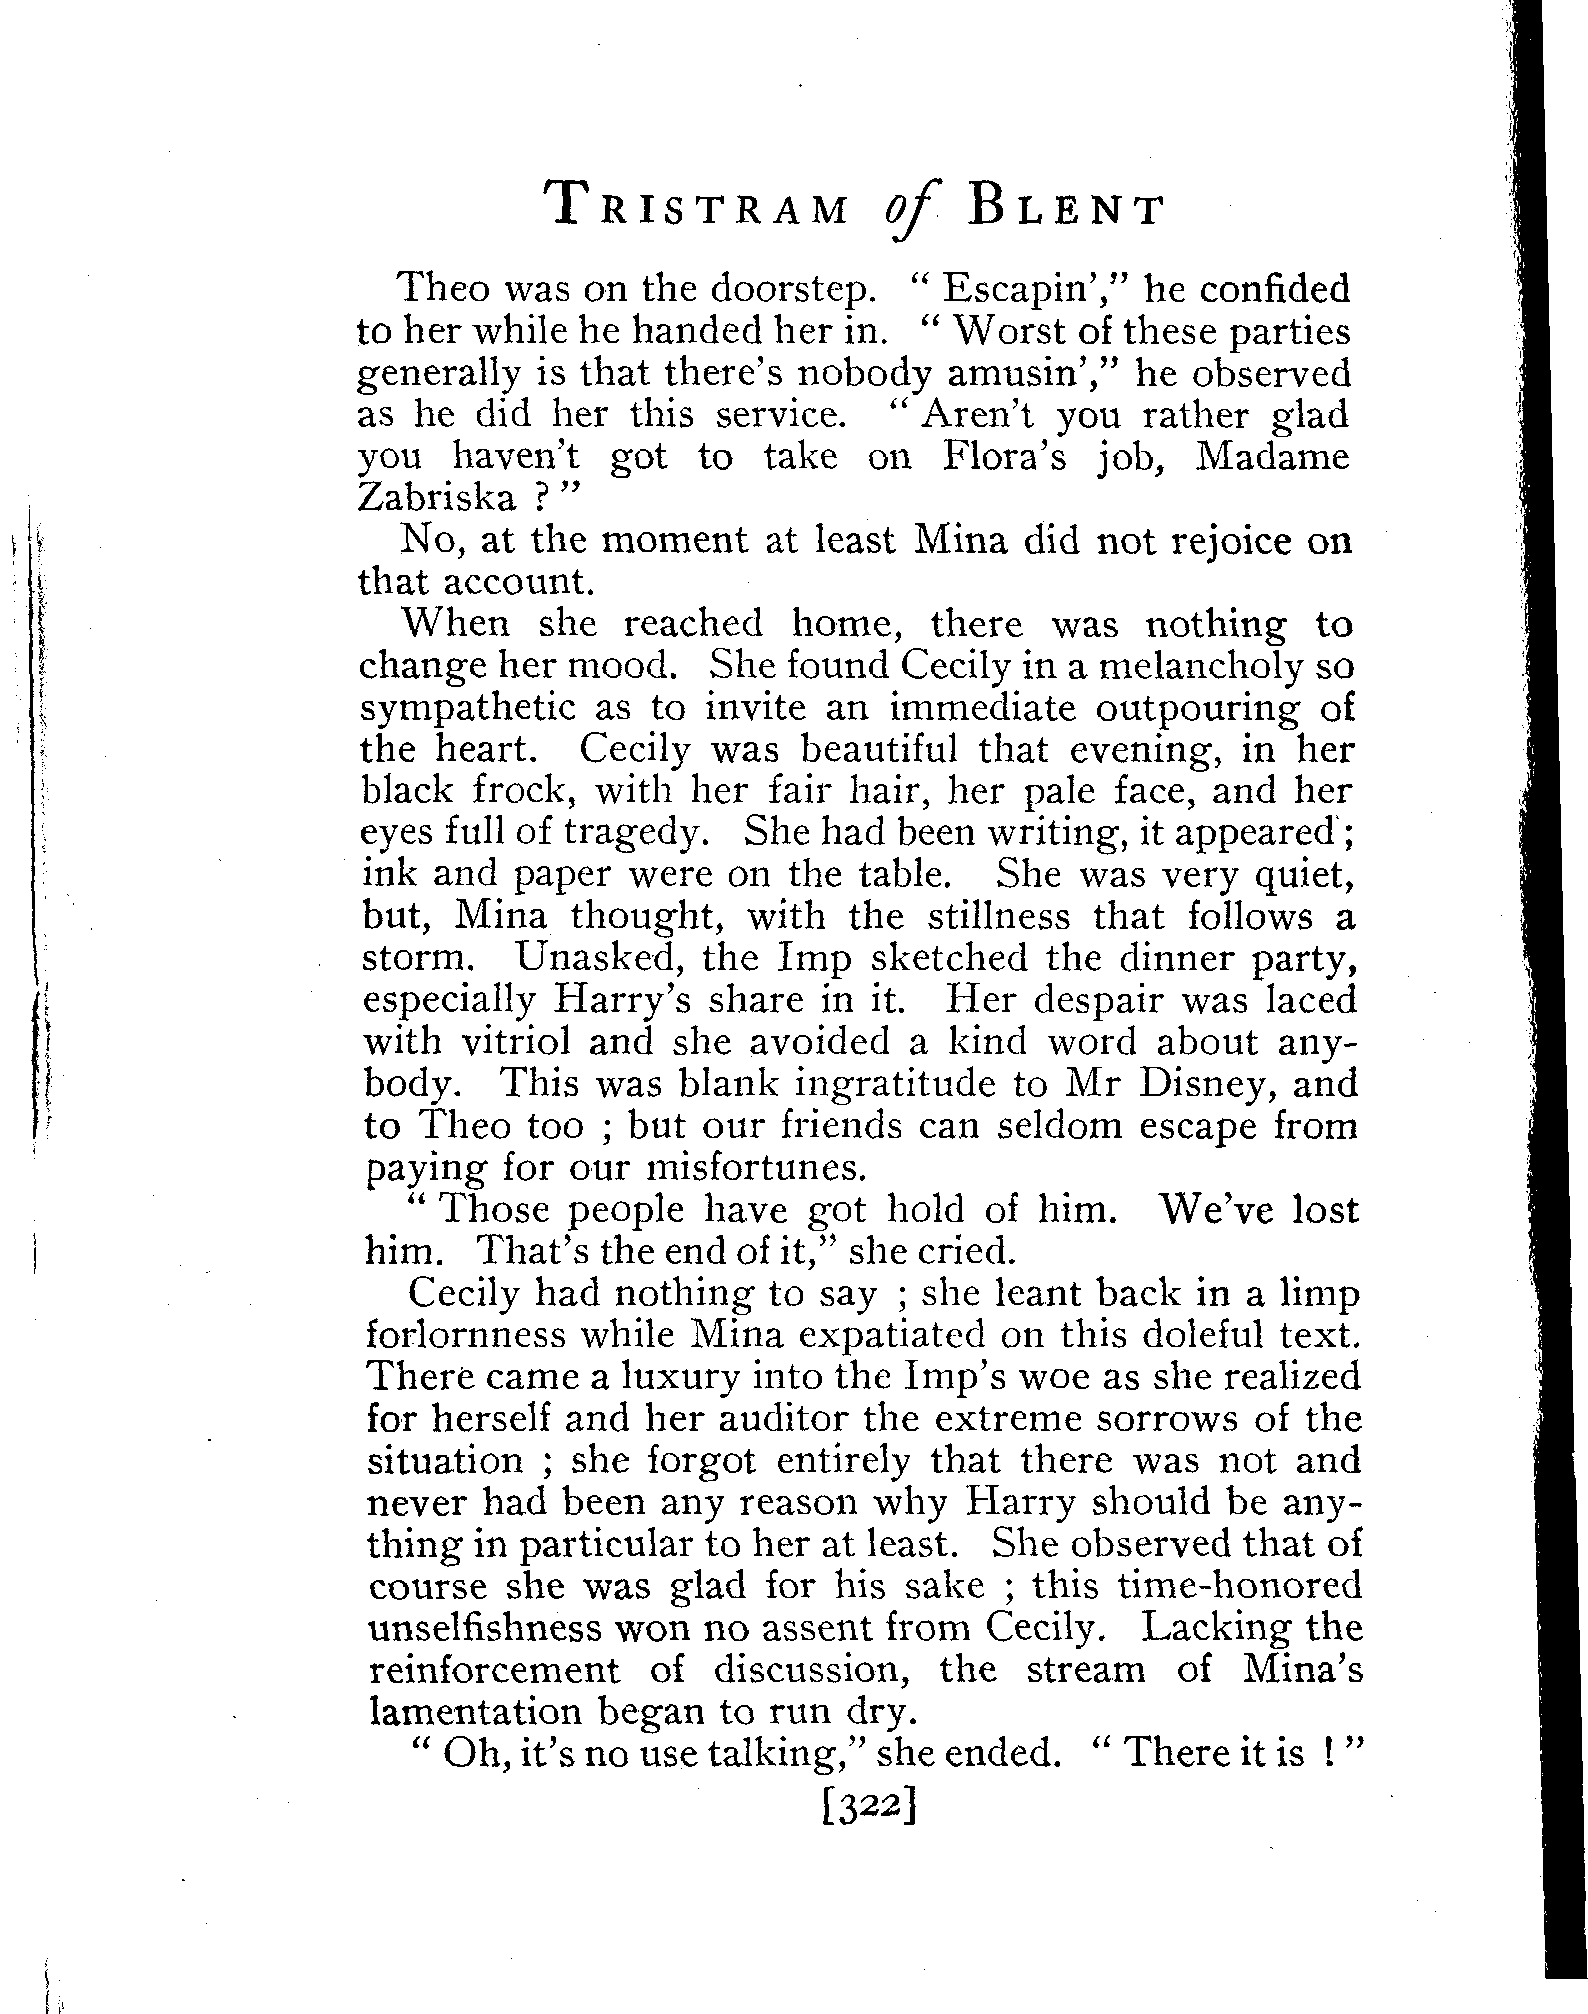 TRISTRAM of BLENT
Theo was on the doorstep. “ Escapin’,” he confided
to her while he handed her in. “ Worst of these parties
generally is that there’s nobody amusin’,” he observed
as he did her this service. “ Aren’t you rather glad
you haven’t got to take on Flora’s job, Madame
Zabriska ? ”
No, at the moment at least Mina did not rejoice on
that account.
When she reached home, there was nothing to
change her mood. She found Cecily in a melancholy so
sympathetic as to invite an immediate outpouring of
the heart. Cecily was beautiful that evening, in her
black frock, with her fair hair, her pale face, and her
eyes full of tragedy. She had been writing, it appeared ;
ink and paper were on the table. She was very quiet,
but, Mina thought, with the stillness that follows a
storm. Unasked, the Imp sketched the dinner party,
especially Harry’s share in it. Her despair was laced
with vitriol and she avoided a kind word about any-
body. This was blank ingratitude to Mr Disney, and
to Theo too ; but our friends can seldom escape from
paying for our misfortunes.
“ Those people have got hold of him. We’ve lost
him. That’s the end of it,” she cried.
Cecily had nothing to say ; she leant back in a limp
forlornness while Mina expatiated on this doleful text.
There came a luxury into the Imp’s woe as she realized
for herself and her auditor the extreme sorrows of the
situation ; she forgot entirely that there was not and
never had been any reason why Harry should be any-
thing in particular to her at least. She observed that of
course she was glad for his sake ; this time-honored
unselfishness won no assent from Cecily. Lacking the
reinforcement of discussion, the stream of Mina’s
lamentation began to run dry.
“ Oh, it’s no use talking,” she ended. “ There it is ! ”
[322]